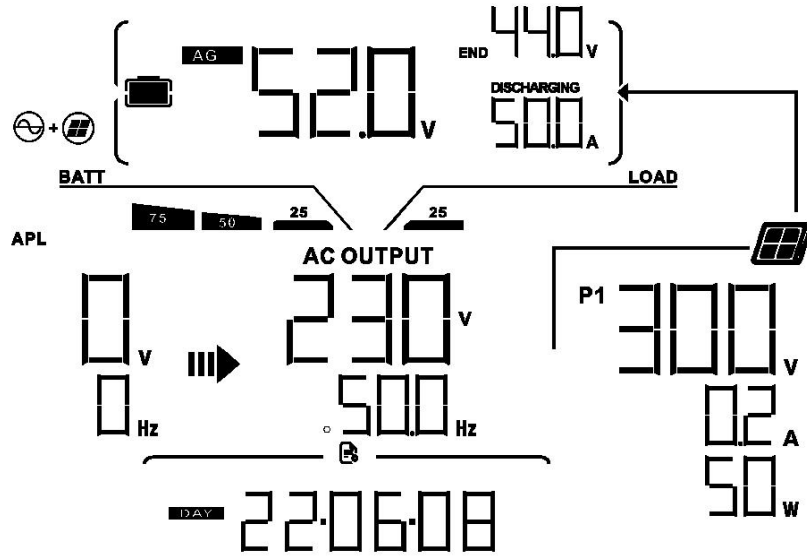 AG 52.0 V
END 44.0 V
DISCHARGING
50.0 A
+
BATT LOAD
75 50 25 25
APL
AC OUTPUT
0 V 230 V
P1 300 V
0 Hz 50.0 Hz
0.2 A
50 W
DAY 22.06.08